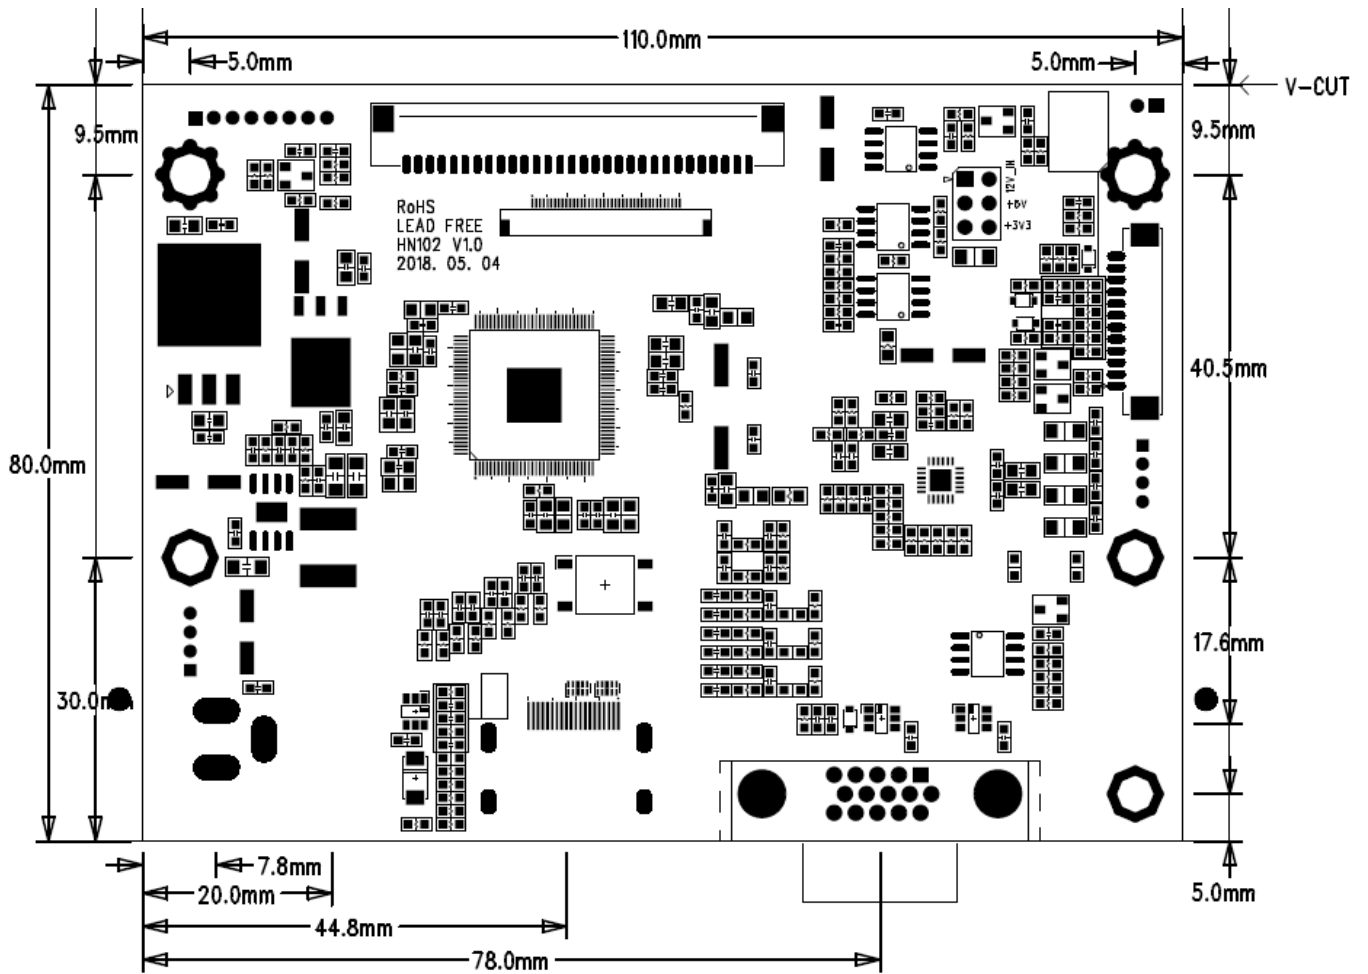 110.0mm
5.0mm
5.0mm
V-CUT
9.5mm
9.5mm
12V_IN
+5V
+3V3
RoHS
LEAD FREE
HN102 V1.0
2018. 05. 04
40.5mm
80.0mm
17.6mm
30.0mm
7.8mm
20.0mm
5.0mm
44.8mm
78.0mm